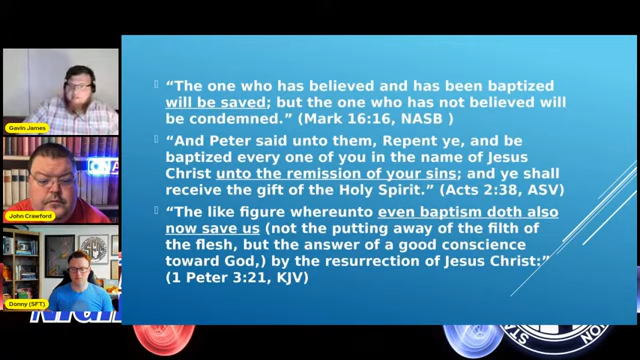 “The one who has believed and has been baptized
will be saved; but the one who has not believed will
be condemned.” (Mark 16:16, NASB )
“And Peter said unto them, Repent ye, and be
baptized every one of you in the name of Jesus
Christ unto the remission of your sins; and ye shall
receive the gift of the Holy Spirit.” (Acts 2:38, ASV)
“The like figure whereunto even baptism doth also
now save us (not the putting away of the filth of
the flesh, but the answer of a good conscience
toward God,) by the resurrection of Jesus Christ:”
(1 Peter 3:21, KJV)
Gavin James
John Crawford
Donny (SFT)